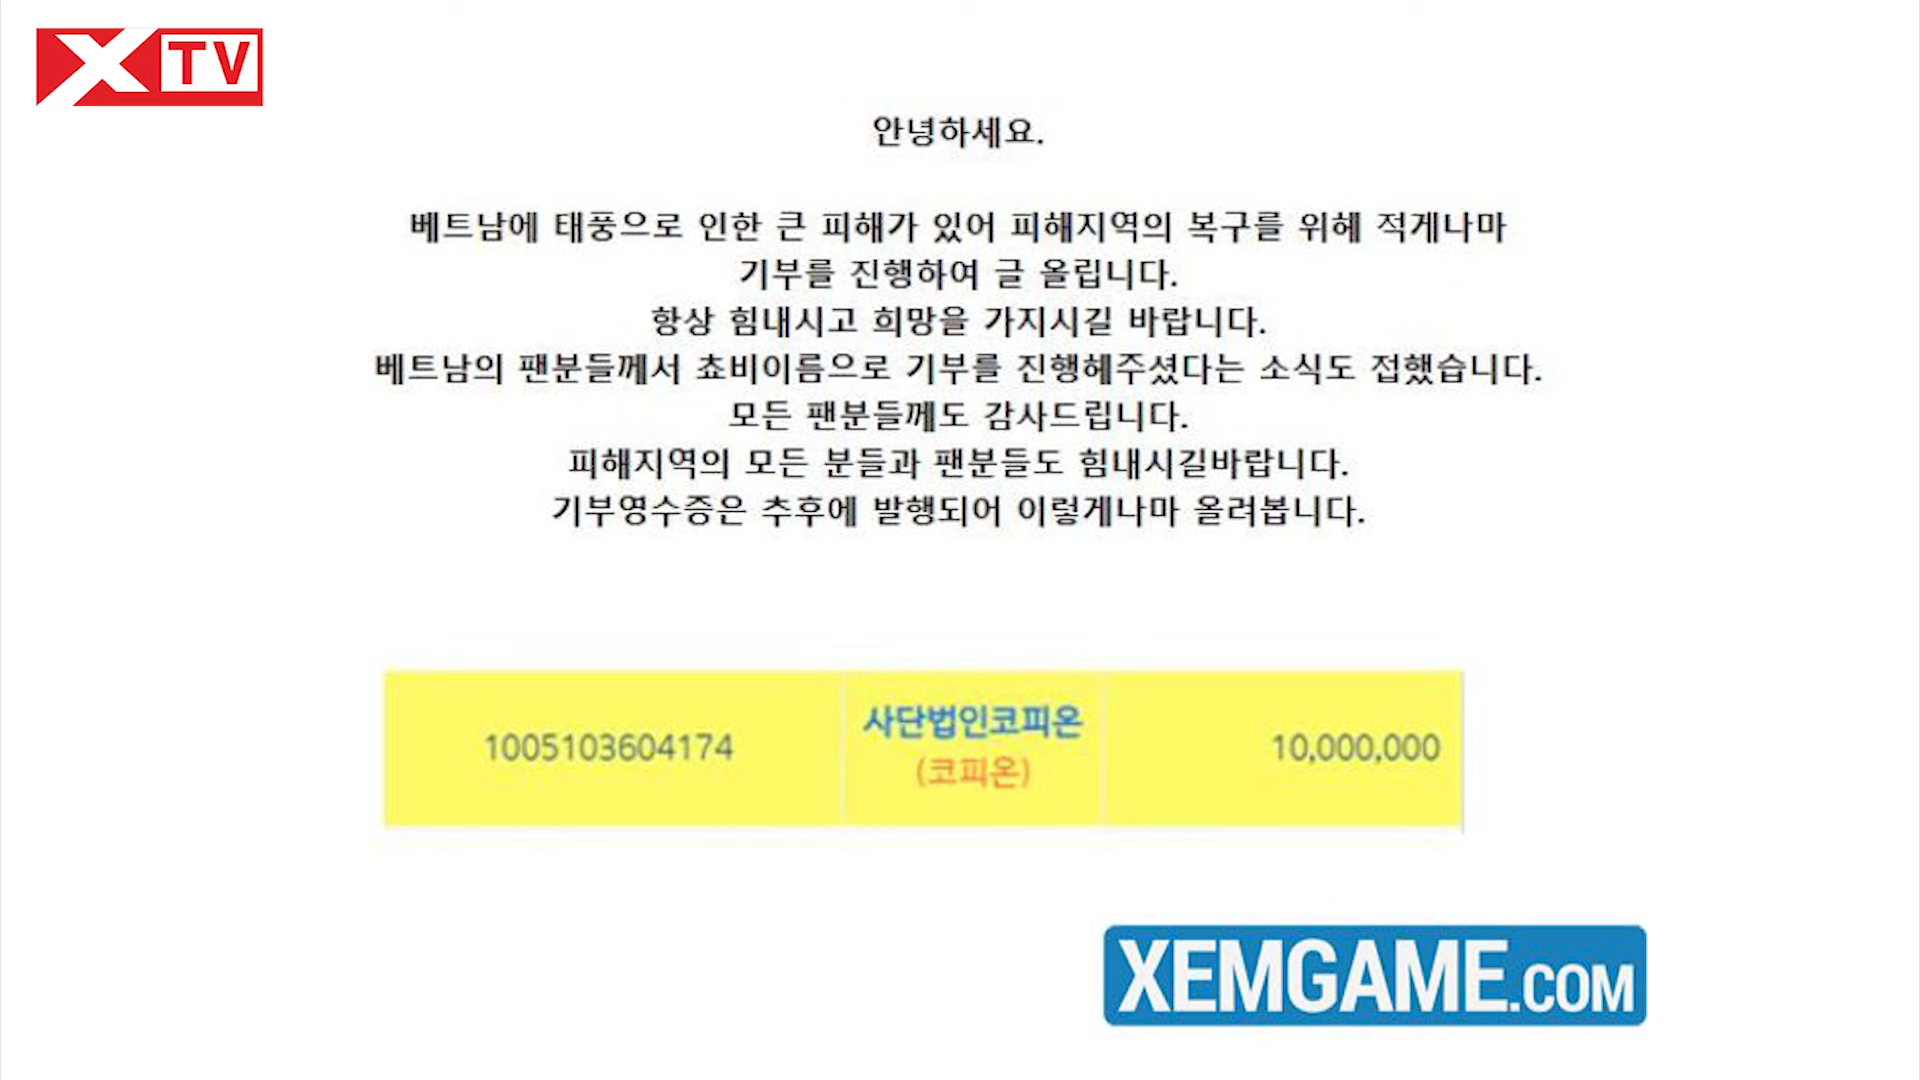 XTV
안녕하세요.
베트남에 태풍으로 인한 큰 피해가 있어 피해지역의 복구를 위헤 적게나마
기부를 진행하여 글 올립니다.
항상 힘내시고 희망을 가지시길 바랍니다.
베트남의 팬분들께서 쵸비이름으로 기부를 진행헤주셨다는 소식도 접했습니다.
모든 팬분들께도 감사드립니다.
피해지역의 모든 분들과 팬분들도 힘내시길바랍니다.
기부영수증은 추후에 발행되어 이렇게나마 올려봅니다.
1005103604174
사단법인코피온
(코피온)
10,000,000
XEMGAME.COM